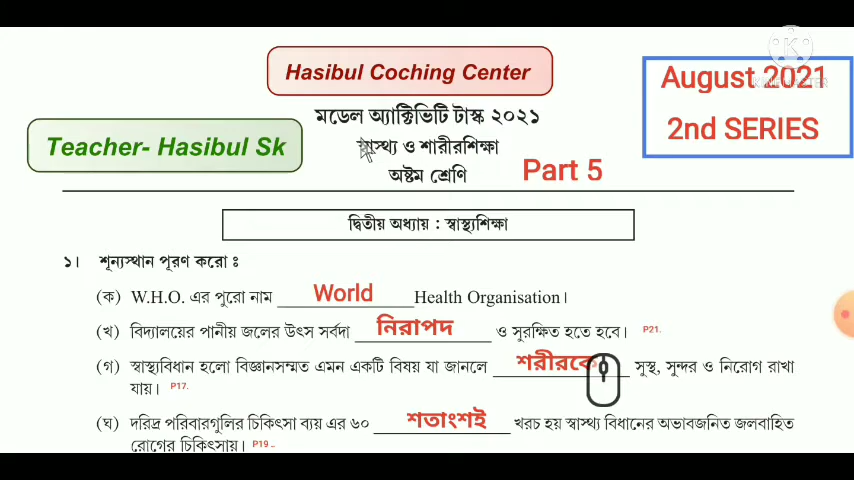 Hasibul Coching Center
August 2021
2nd SERIES
মডেল অ্যাক্টিভিটি টাস্ক ২০২১
Teacher- Hasibul Sk
স্বাস্থ্য ও শারীরশিক্ষা
অষ্টম শ্রেণি
Part 5
দ্বিতীয় অধ্যায় : স্বাস্থ্যশিক্ষা
১। শূন্যস্থান পূরণ করো ঃ
(ক) W.H.O. এর পুরো নাম World Health Organisation।
(খ) বিদ্যালয়ের পানীয় জলের উৎস সর্বদা নিরাপদ ও সুরক্ষিত হতে হবে। P21.
(গ) স্বাস্থ্যবিধান হলো বিজ্ঞানসম্মত এমন একটি বিষয় যা জানলে শরীরকে সুস্থ, সুন্দর ও নিরোগ রাখা
যায়। P17.
(ঘ) দরিদ্র পরিবারগুলির চিকিৎসা ব্যয় এর ৬০ শতাংশই খরচ হয় স্বাস্থ্য বিধানের অভাবজনিত জলবাহিত
রোগের চিকিৎসায়। P19 -